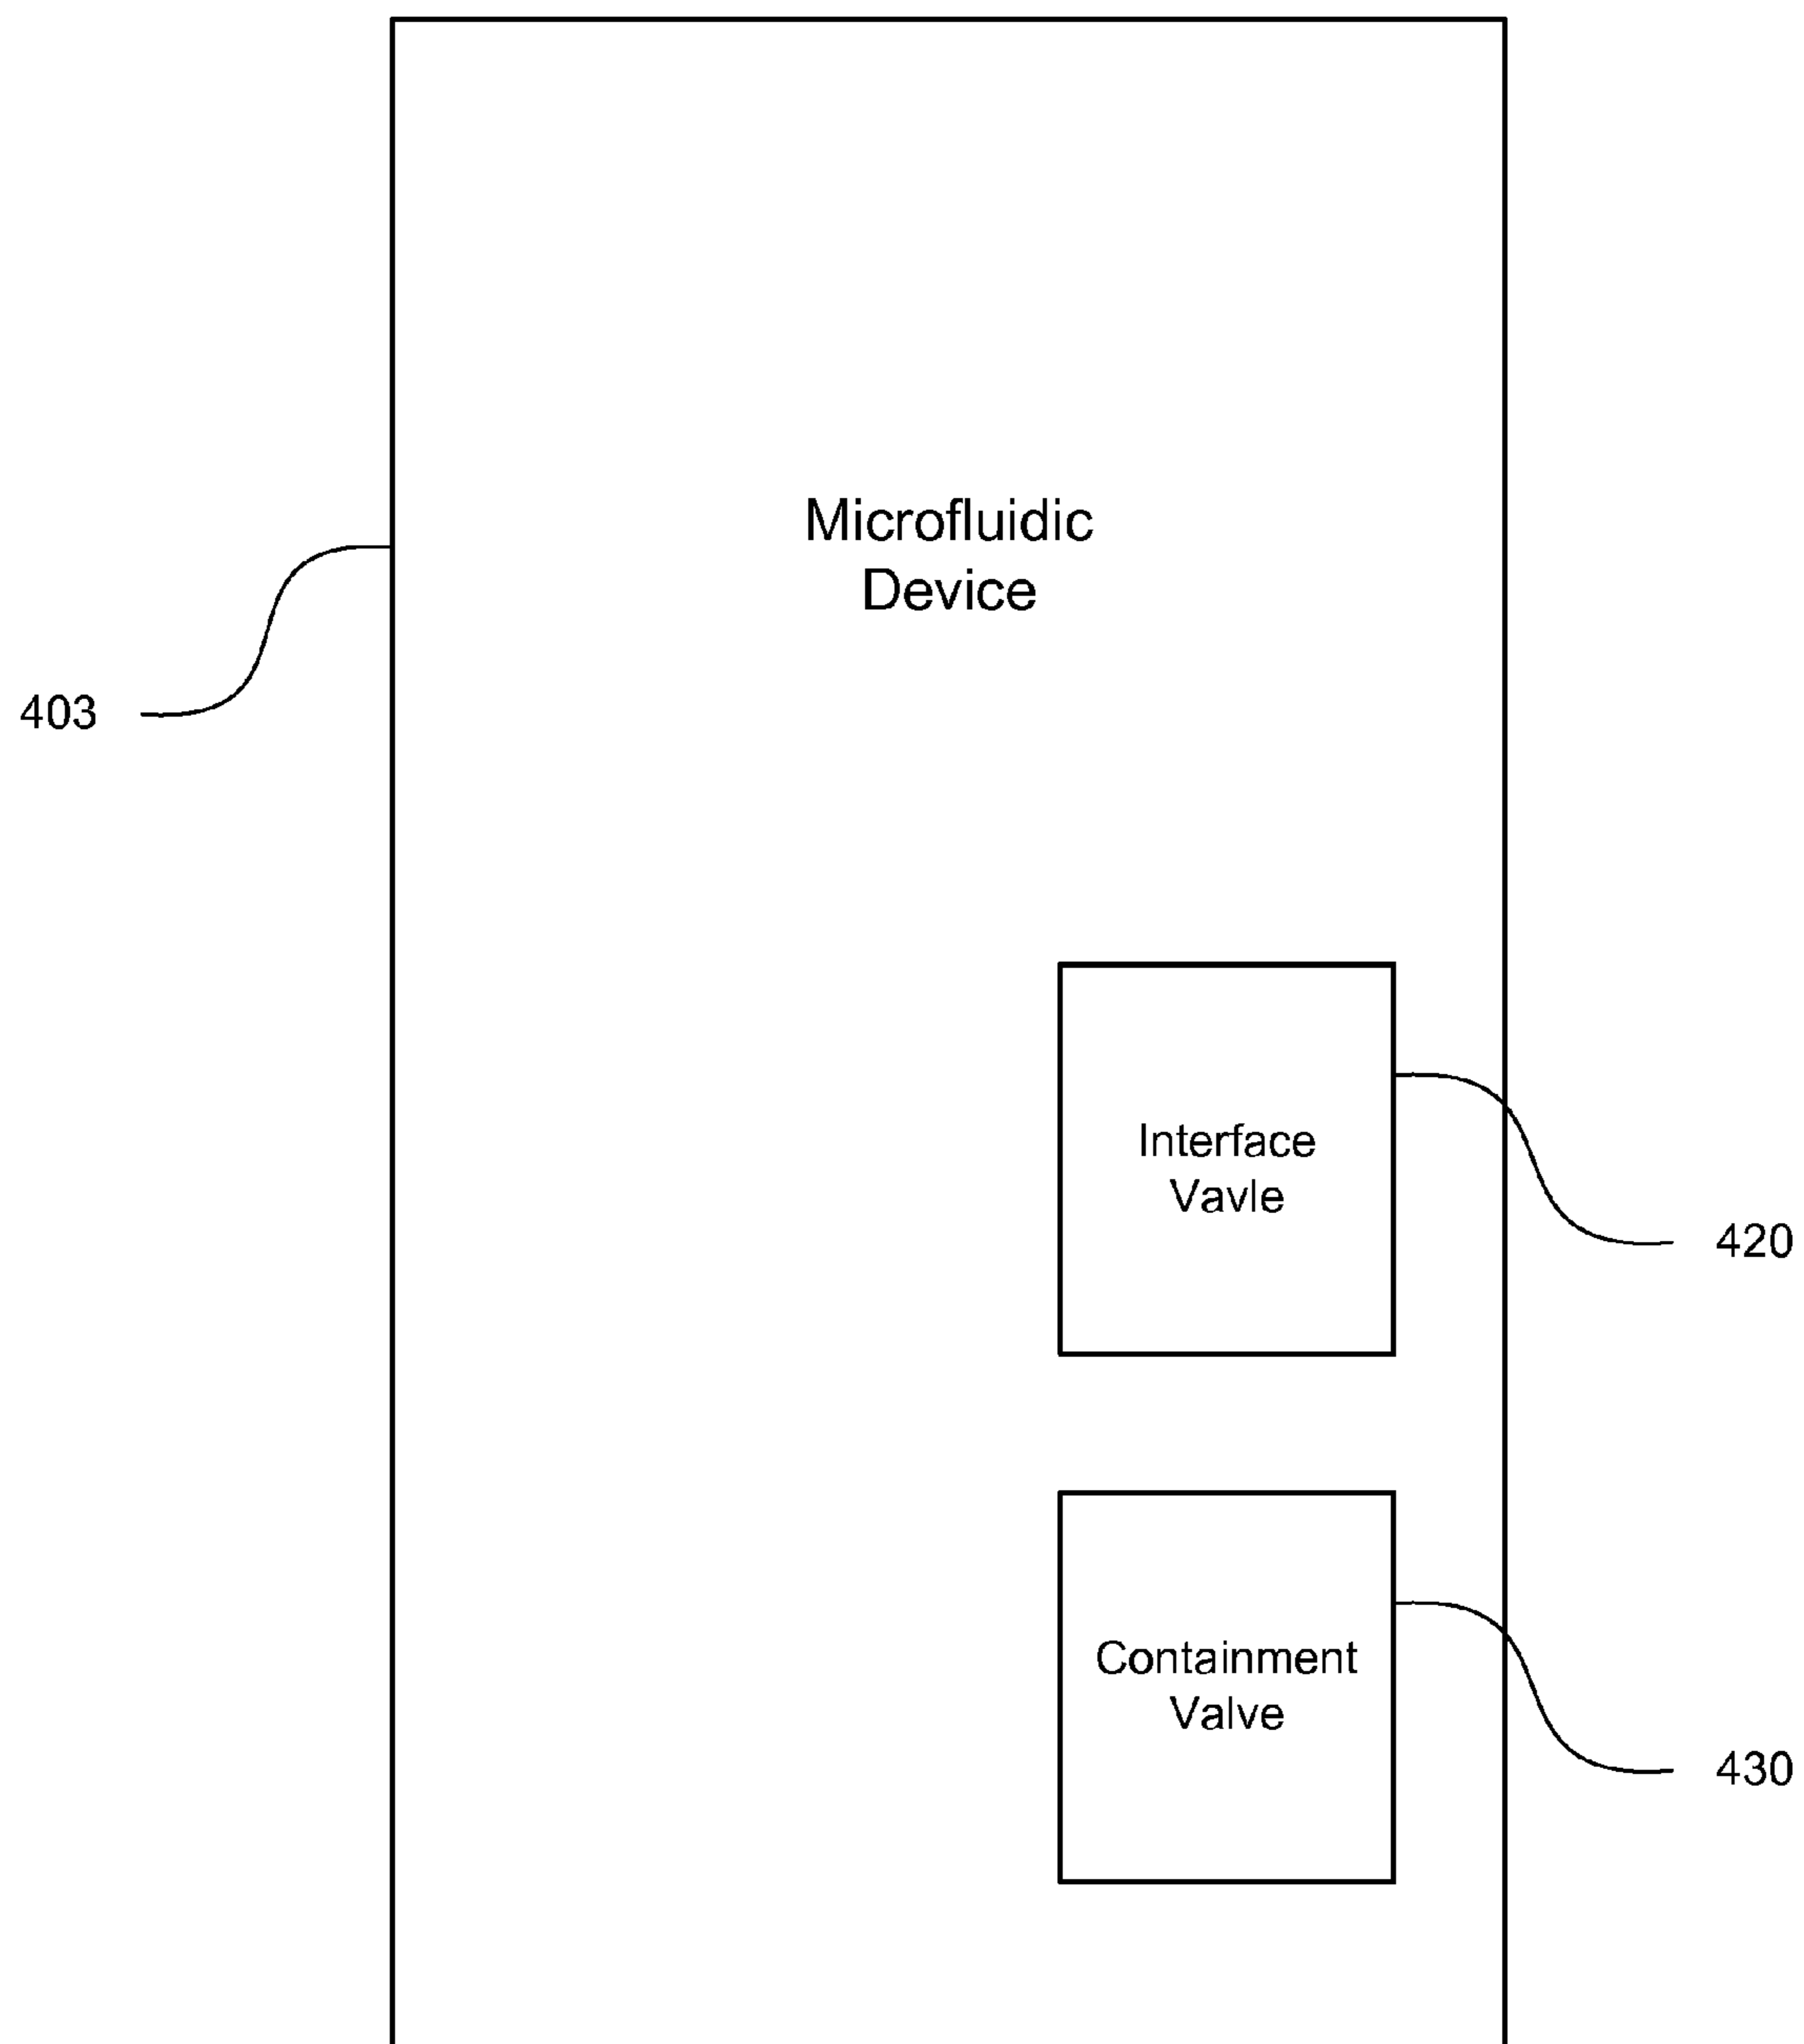 Microfluidic
Device
403
Interface
Vavle
420
Containment
Valve
430